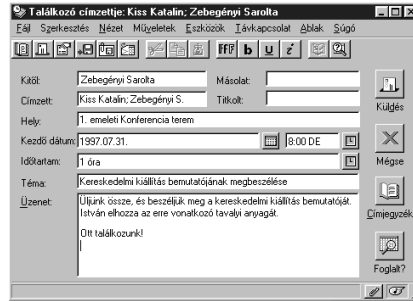 Találkozó címzettje: Kiss Katalin; Zebegényi Sarolta
Fájl Szerkesztés Nézet Műveletek Eszközök Távkapcsolat Ablak Súgó
FFF b u i
Kitől: Zebegényi Sarolta Másolat:
Címzett: Kiss Katalin; Zebegényi S. Titkolt:
Küldés
Hely: 1. emeleti Konferencia terem
Kezdő dátum: 1997.07.31. 8:00 DE
Időtartam: 1 óra
Mégse
Téma: Kereskedelmi kiállítás bemutatójának megbeszélése
Üzenet: Üljünk össze, és beszéljük meg a kereskedelmi kiállítás bemutatóját.
István elhozza az erre vonatkozó tavalyi anyagát.
Címjegyzék
Ott találkozunk!
Foglalt?